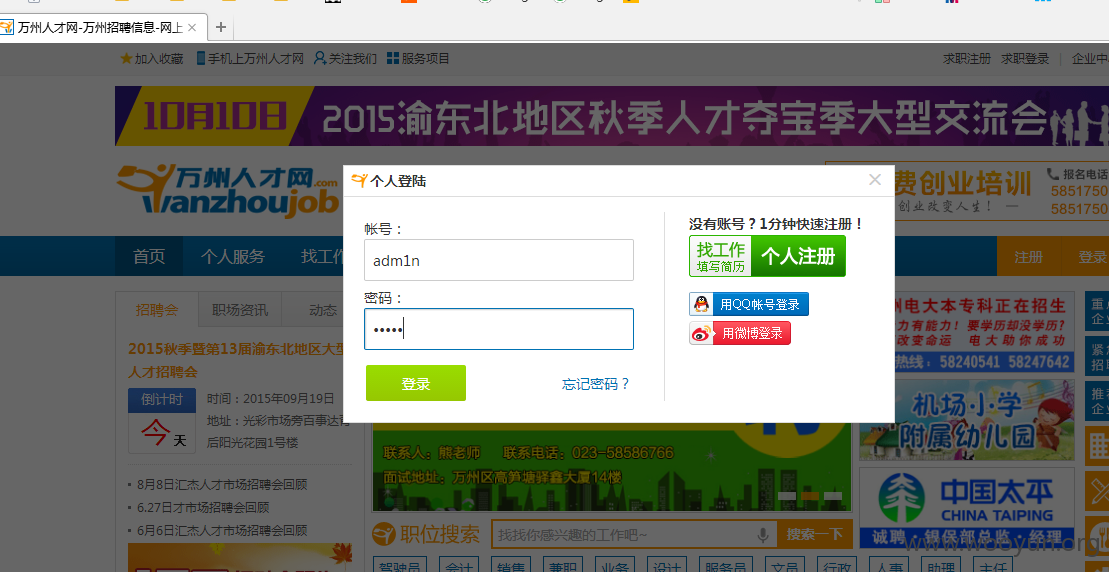 万州人才网-万州招聘信息-网上
加入收藏 手机上万州人才网 关注我们 服务项目
求职注册 求职登录 企业中
10月10日 2015渝东北地区秋季人才夺宝季大型交流会
万州人才网.com
Wanzhoujob
费创业培训
创业改变人生！
报名电话
5851750
5851750
首页 个人服务 找工作
注册 登录
个人登陆
帐号：
adm1n
密码：
•••••
登录
忘记密码？
没有账号？1分钟快速注册！
找工作
填写简历
个人注册
用QQ帐号登录
用微博登录
招聘会 职场资讯 动态
2015秋季暨第13届渝东北地区大型
人才招聘会
倒计时
今天
时间：2015年09月19日
地址：光彩市场旁百事达
后阳光花园1号楼
8月8日汇杰人才市场招聘会回顾
6.27日才市场招聘会回顾
6月6日汇杰人才市场招聘会回顾
联系人：熊老师 联系电话：023-58586766
面试地址：万州区高笋塘驿鑫大厦14楼
职位搜索
找找你感兴趣的工作吧~
搜索一下
驾驶员 会计 销售 兼职 业务 设计 服务员 文员 行政 人事 助理 主任
州电大本专科正在招生
力有能力！要学历却没学历？
改变命运 电大助你成功
热线：58240541 58247642
机场小学
附属幼儿园
中国太平
CHINA TAIPING
诚聘·银保部总监·经理
企业
紧
招聘
推荐
企业
www.wooyun.org